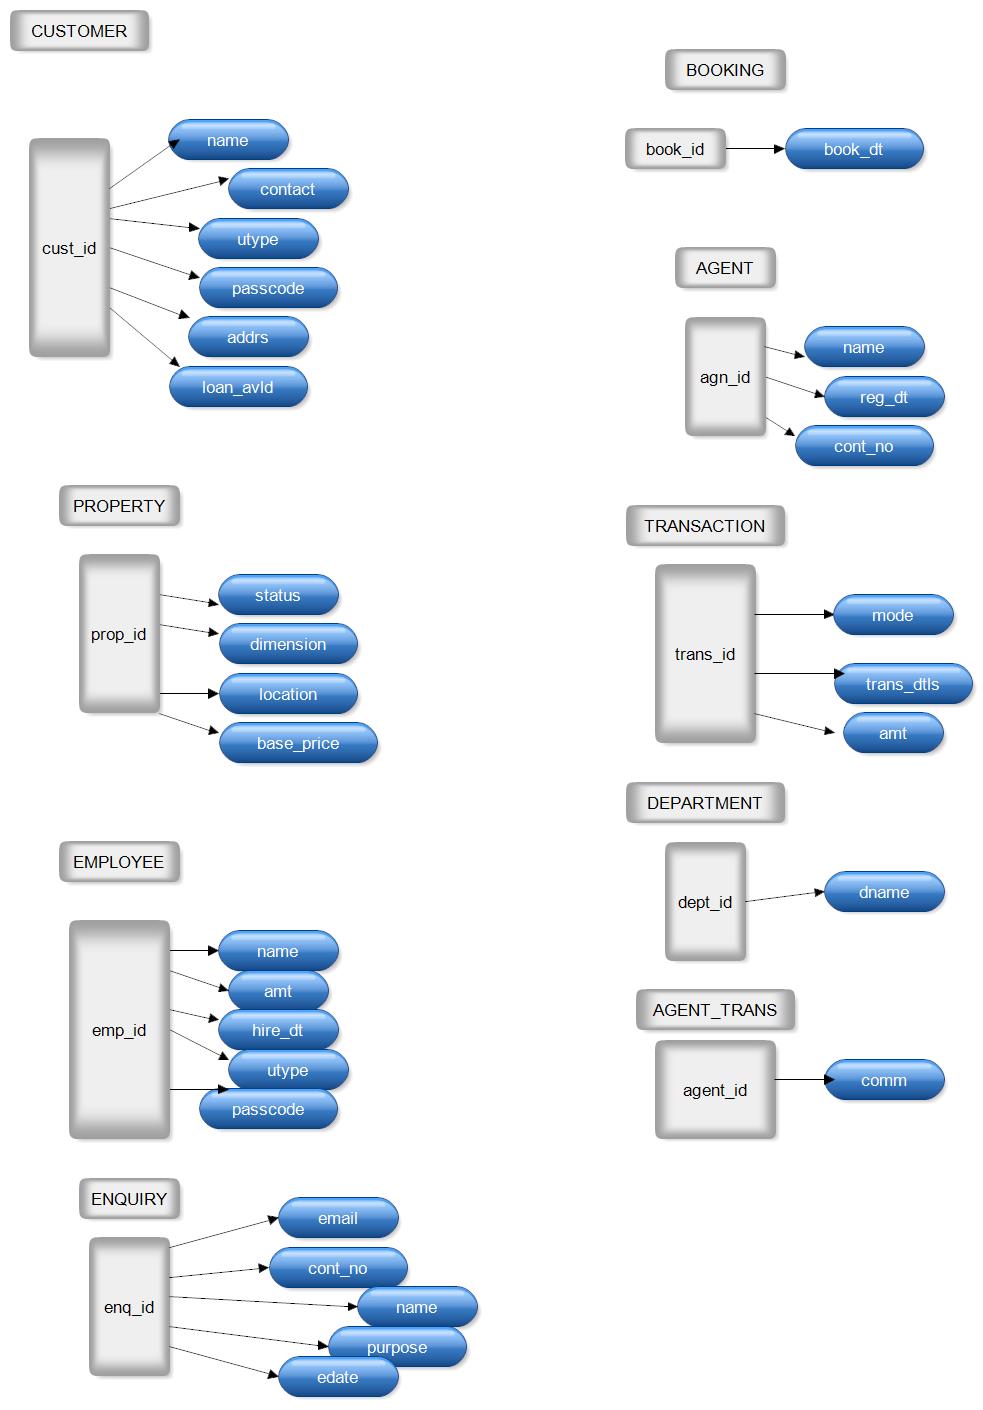 CUSTOMER
cust_id
name
contact
utype
passcode
addrs
loan_avld
PROPERTY
prop_id
status
dimension
location
base_price
EMPLOYEE
emp_id
name
amt
hire_dt
utype
passcode
ENQUIRY
enq_id
email
cont_no
name
purpose
edate
BOOKING
book_id
book_dt
AGENT
agn_id
name
reg_dt
cont_no
TRANSACTION
trans_id
mode
trans_dtls
amt
DEPARTMENT
dept_id
dname
AGENT_TRANS
agent_id
comm